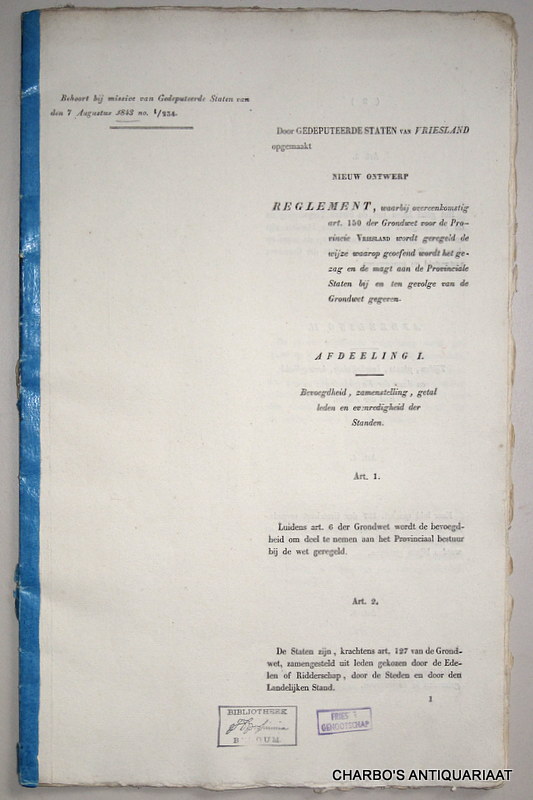 Behoort bij missive van Gedeputeerde Staten van
den 7 Augustus 1842 no. 1/234.
Door GEDEPUTEERDE STATEN VAN VRIESLAND
opgemaakt
NIEUW ONTWERP
REGLEMENT, waarbij overeenkomstig
art. 150 der Grondwet voor de Pro-
vincie VRIESLAND wordt geregeld de
wijze waarop geoefend wordt het ge-
zag en de magt aan de Provinciale
Staten bij en ten gevolge van de
Grondwet gegeven.
AFDEELING I.
Bevoegdheid, zamenstelling, getal
leden en evenredigheid der
Standen.
Art. 1.
Luidens art. 6 der Grondwet wordt de bevoegd-
heid om deel te nemen aan het Provinciaal bestuur
bij de wet geregeld.
Art. 2.
De Staten zijn, krachtens art. 127 van de Grond-
wet, zamengesteld uit leden gekozen door de Ede-
len of Ridderschap, door de Steden en door den
Landelijken Stand.
1
BIBLIOTHEEK
FRIESCH
GENOOTSCHAP
CHARBO'S ANTIQUARIAAT